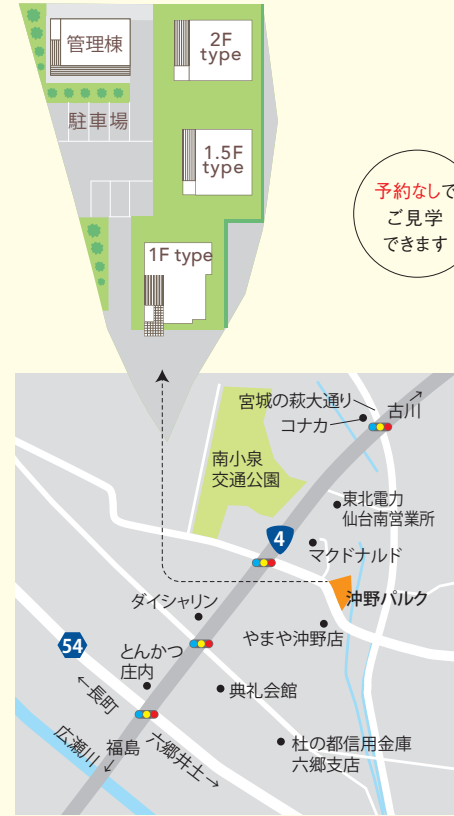 管理棟
2F
type
駐車場
1.5F
type
予約なしで
ご見学
できます
1F type
宮城の萩大通り
古川
→
コナカ
南小泉
交通公園
東北電力
仙台南営業所
4
マクドナルド
沖野パルク
ダイシャリン
やまや沖野店
54
とんかつ
庄内
←長町
典礼会館
広瀬川
福島
↓
六郷井土→
杜の都信用金庫
六郷支店